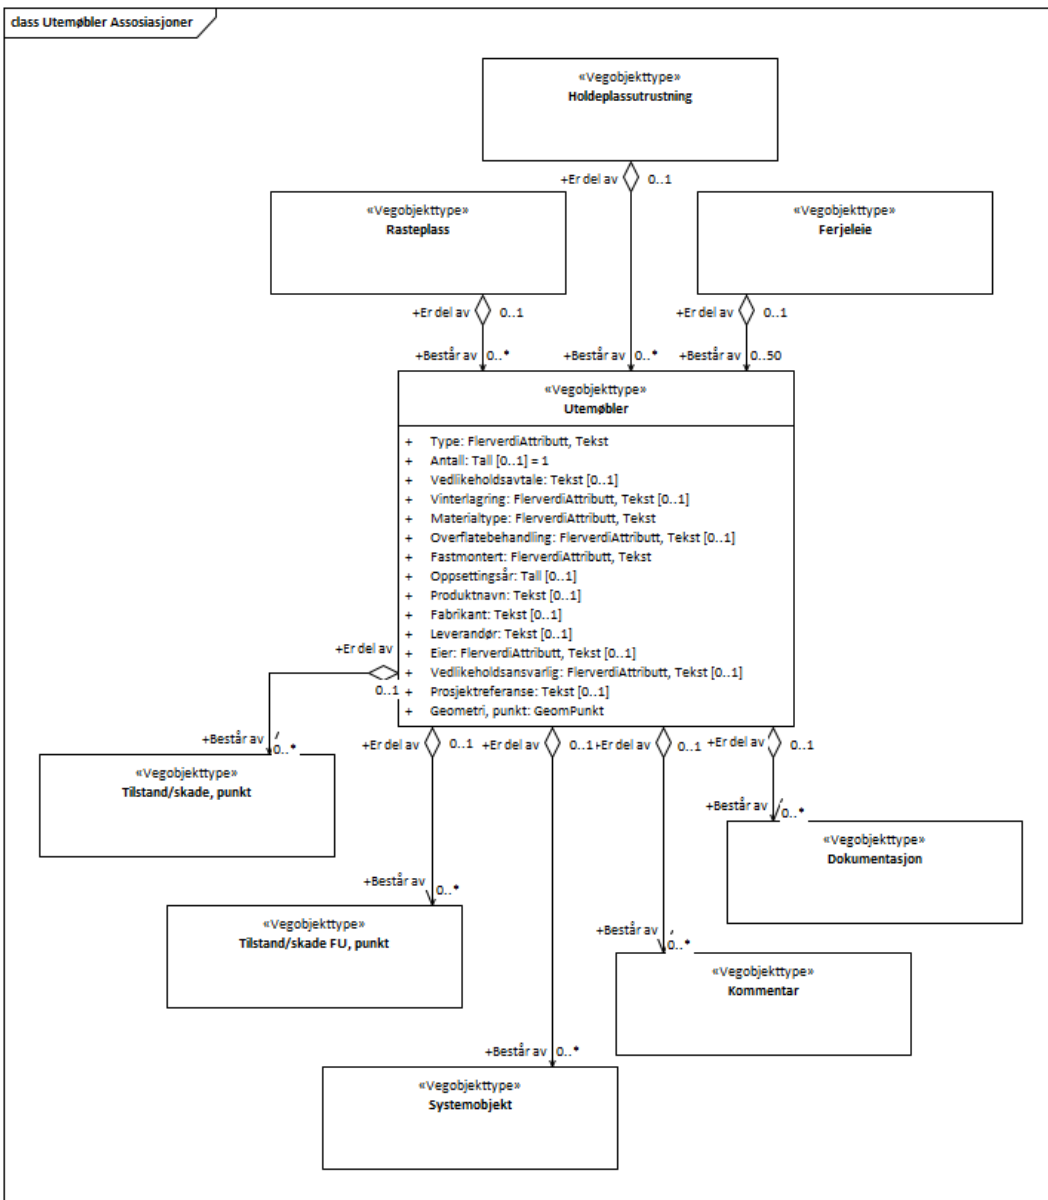 class Utemøbler Assosiasjoner
«Vegobjekttype»
Holdeplassutrustning
+Er del av 0..1
«Vegobjekttype»
Rasteplass
«Vegobjekttype»
Ferjeleie
+Er del av 0..1
+Er del av 0..1
+Består av 0..*
+Består av 0..*
+Består av 0..50
«Vegobjekttype»
Utemøbler
+ Type: FlerverdiAttributt, Tekst
+ Antall: Tall [0..1] = 1
+ Vedlikeholdsavtale: Tekst [0..1]
+ Vinterlagring: FlerverdiAttributt, Tekst [0..1]
+ Materialtype: FlerverdiAttributt, Tekst
+ Overflatebehandling: FlerverdiAttributt, Tekst [0..1]
+ Fastmontert: FlerverdiAttributt, Tekst
+ Oppsettingsår: Tall [0..1]
+ Produktnavn: Tekst [0..1]
+ Fabrikant: Tekst [0..1]
+ Leverandør: Tekst [0..1]
+ Eier: FlerverdiAttributt, Tekst [0..1]
+ Vedlikeholdsansvarlig: FlerverdiAttributt, Tekst [0..1]
+ Prosjektreferanse: Tekst [0..1]
+ Geometri, punkt: GeomPunkt
+Er del av
0..1
+Består av
0..*
«Vegobjekttype»
Tilstand/skade, punkt
+Er del av 0..1
+Er del av 0..1
+Er del av 0..1
+Er del av 0..1
+Består av
0..*
«Vegobjekttype»
Dokumentasjon
+Består av
0..*
«Vegobjekttype»
Tilstand/skade FU, punkt
+Består av
0..*
«Vegobjekttype»
Kommentar
+Består av 0..*
«Vegobjekttype»
Systemobjekt